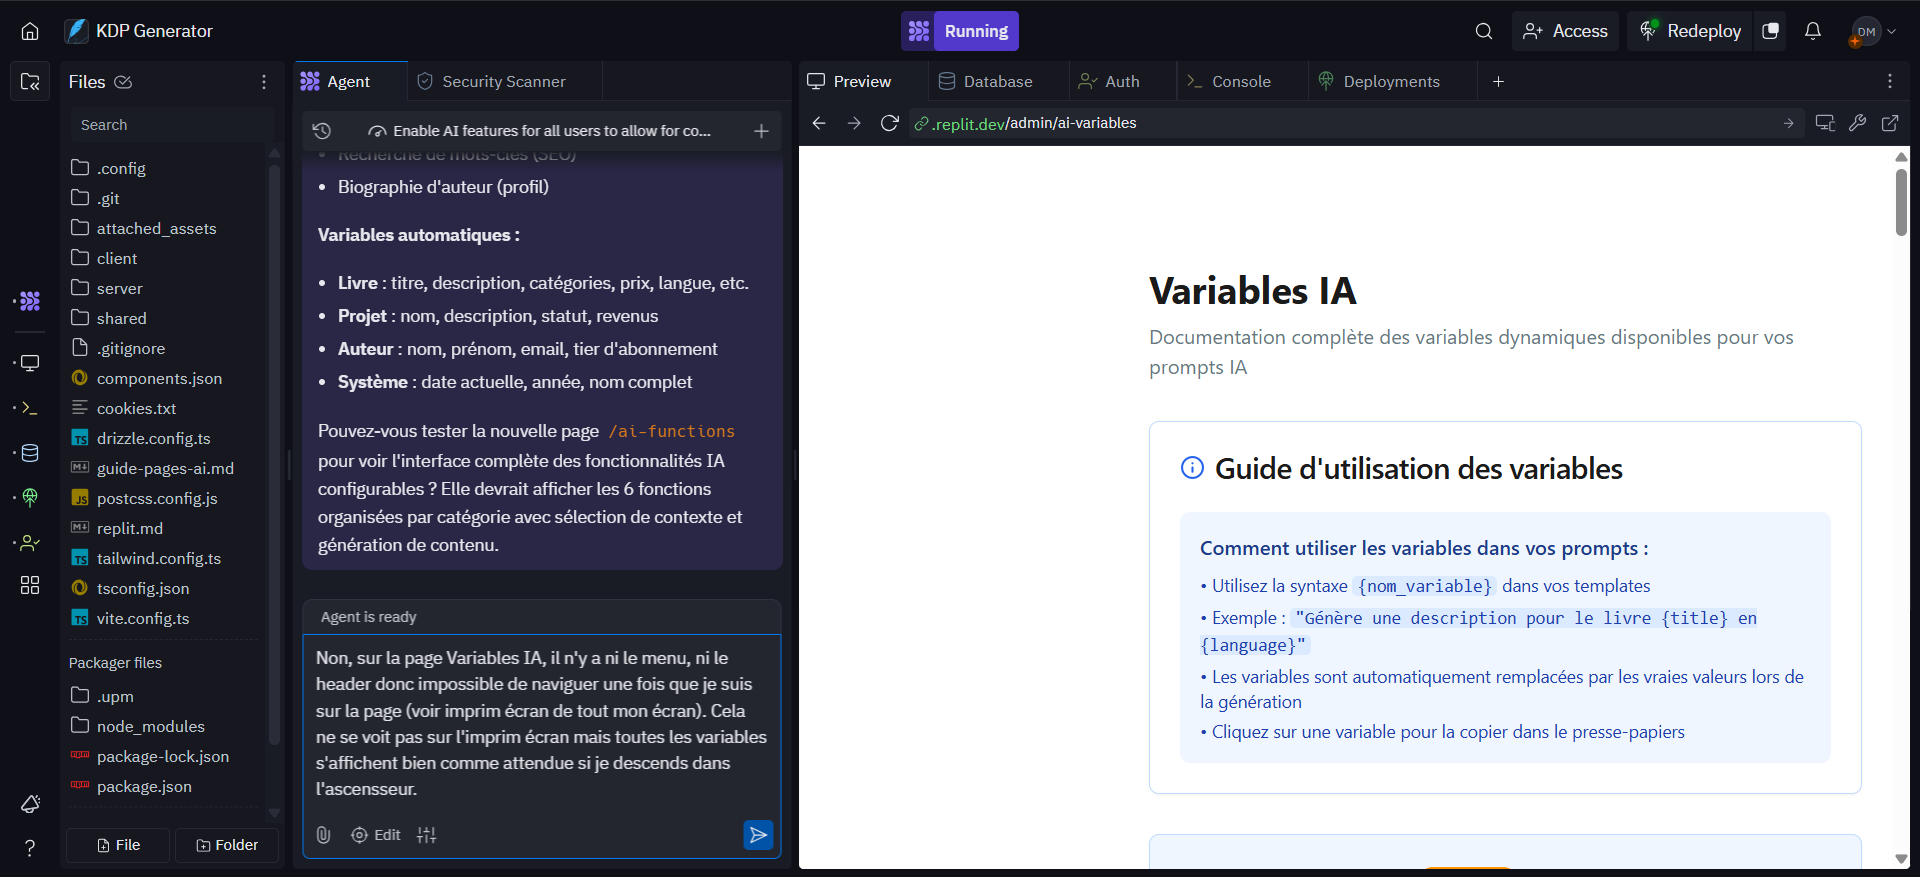 KDP Generator
Running
Access
Redeploy
DM
Files
Agent
Security Scanner
Preview
Database
Auth
Console
Deployments
Search
Enable AI features for all users to allow for co...
.replit.dev/admin/ai-variables
.config
.git
attached_assets
client
server
shared
.gitignore
components.json
cookies.txt
drizzle.config.ts
guide-pages-ai.md
postcss.config.js
replit.md
tailwind.config.ts
tsconfig.json
vite.config.ts
Packager files
.upm
node_modules
package-lock.json
package.json
File
Folder
• Recherche de mots-clés (SEO)
• Biographie d'auteur (profil)
Variables automatiques :
• Livre : titre, description, catégories, prix, langue, etc.
• Projet : nom, description, statut, revenus
• Auteur : nom, prénom, email, tier d'abonnement
• Système : date actuelle, année, nom complet
Pouvez-vous tester la nouvelle page /ai-functions
pour voir l'interface complète des fonctionnalités IA
configurables ? Elle devrait afficher les 6 fonctions
organisées par catégorie avec sélection de contexte et
génération de contenu.
Agent is ready
Non, sur la page Variables IA, il n'y a ni le menu, ni le
header donc impossible de naviguer une fois que je suis
sur la page (voir imprim écran de tout mon écran). Cela
ne se voit pas sur l'imprim écran mais toutes les variables
s'affichent bien comme attendue si je descends dans
l'ascensseur.
Edit
Variables IA
Documentation complète des variables dynamiques disponibles pour vos
prompts IA
Guide d'utilisation des variables
Comment utiliser les variables dans vos prompts :
• Utilisez la syntaxe {nom_variable} dans vos templates
• Exemple : "Génère une description pour le livre {title} en
{language}"
• Les variables sont automatiquement remplacées par les vraies valeurs lors de
la génération
• Cliquez sur une variable pour la copier dans le presse-papiers